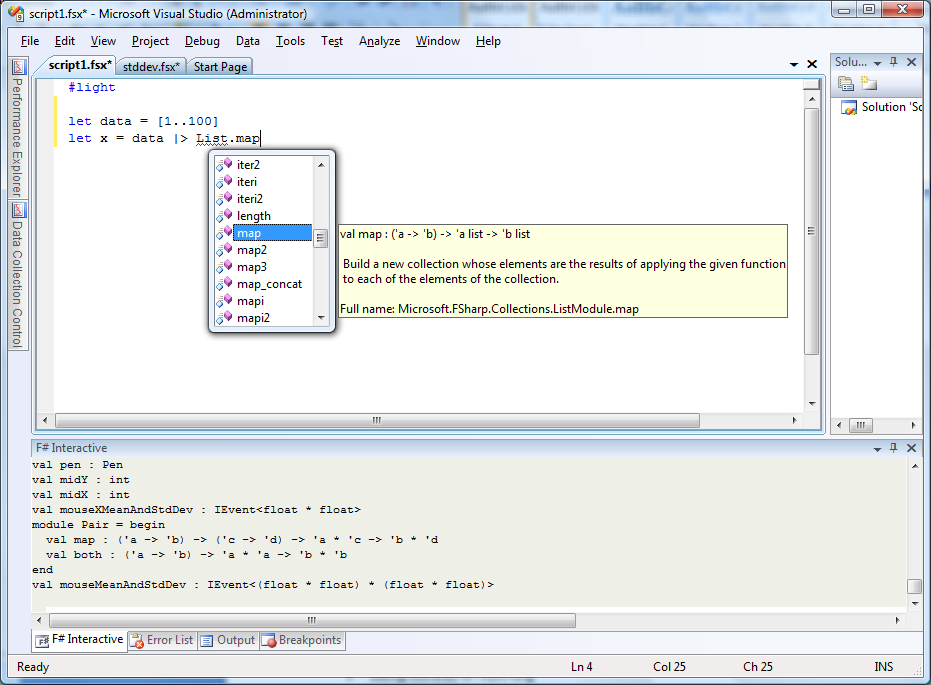 script1.fsx* - Microsoft Visual Studio (Administrator)
File Edit View Project Debug Data Tools Test Analyze Window Help
script1.fsx* stddev.fsx* Start Page
Solu...
Performance Explorer
Data Collection Control
#light
let data = [1..100]
let x = data |> List.map
iter2
iteri
iteri2
length
map
map2
map3
map_concat
mapi
mapi2
val map : ('a -> 'b) -> 'a list -> 'b list
Build a new collection whose elements are the results of applying the given function
to each of the elements of the collection.
Full name: Microsoft.FSharp.Collections.ListModule.map
Solution 'Sc
F# Interactive
val pen : Pen
val midY : int
val midX : int
val mouseXMeanAndStdDev : IEvent<float * float>
module Pair = begin
  val map : ('a -> 'b) -> ('c -> 'd) -> 'a * 'c -> 'b * 'd
  val both : ('a -> 'b) -> 'a * 'a -> 'b * 'b
end
val mouseMeanAndStdDev : IEvent<(float * float) * (float * float)>
F# Interactive Error List Output Breakpoints
Ready Ln 4 Col 25 Ch 25 INS